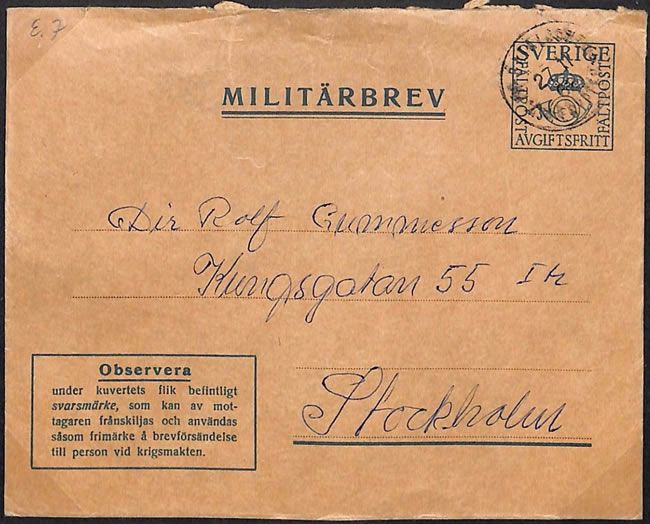 E. 7
SVERIGE
FÄLTPOST
FÄLTPOST
AVGIFTSFRITT
MILITÄRBREV
Dir Rolf Gummesson
Kungsgatan 55
Stockholm
Observera
under kuvertets flik befintligt
svarsmärke, som kan av mot-
tagaren frånskiljas och användas
såsom frimärke å brevförsändelse
till person vid krigsmakten.